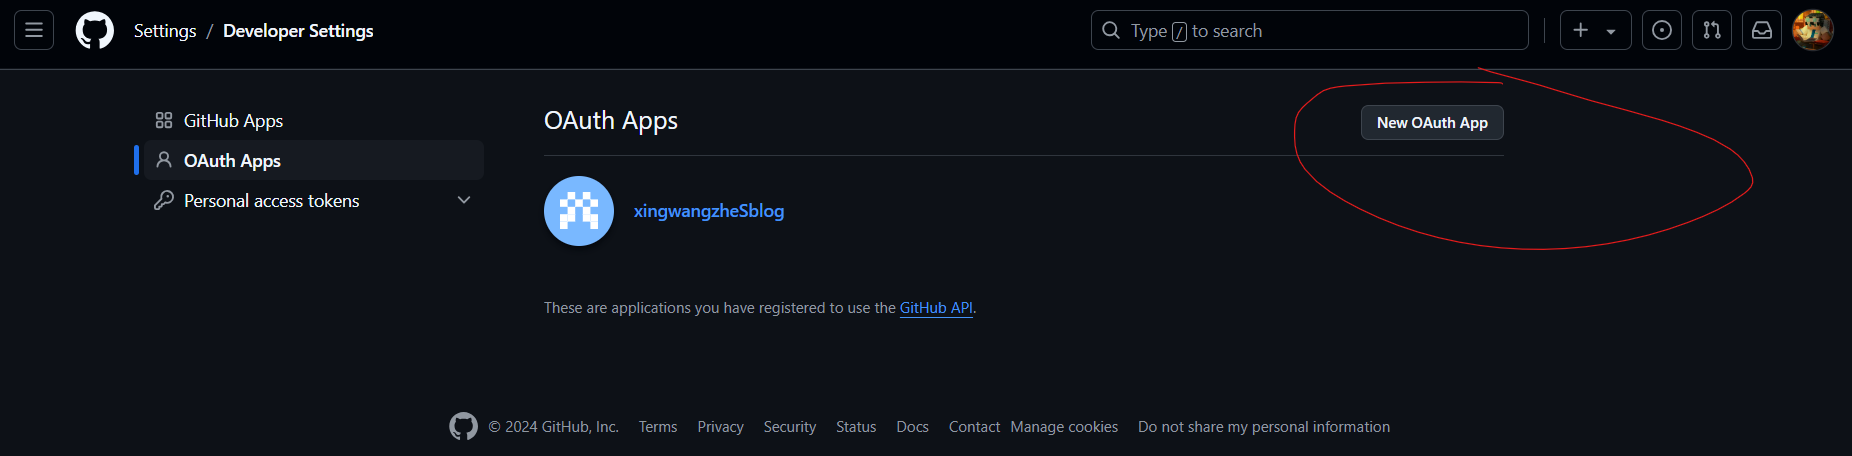 Settings / Developer Settings
Type / to search
GitHub Apps
OAuth Apps
Personal access tokens
OAuth Apps
New OAuth App
xingwangzheSblog
These are applications you have registered to use the GitHub API.
© 2024 GitHub, Inc. Terms Privacy Security Status Docs Contact Manage cookies Do not share my personal information